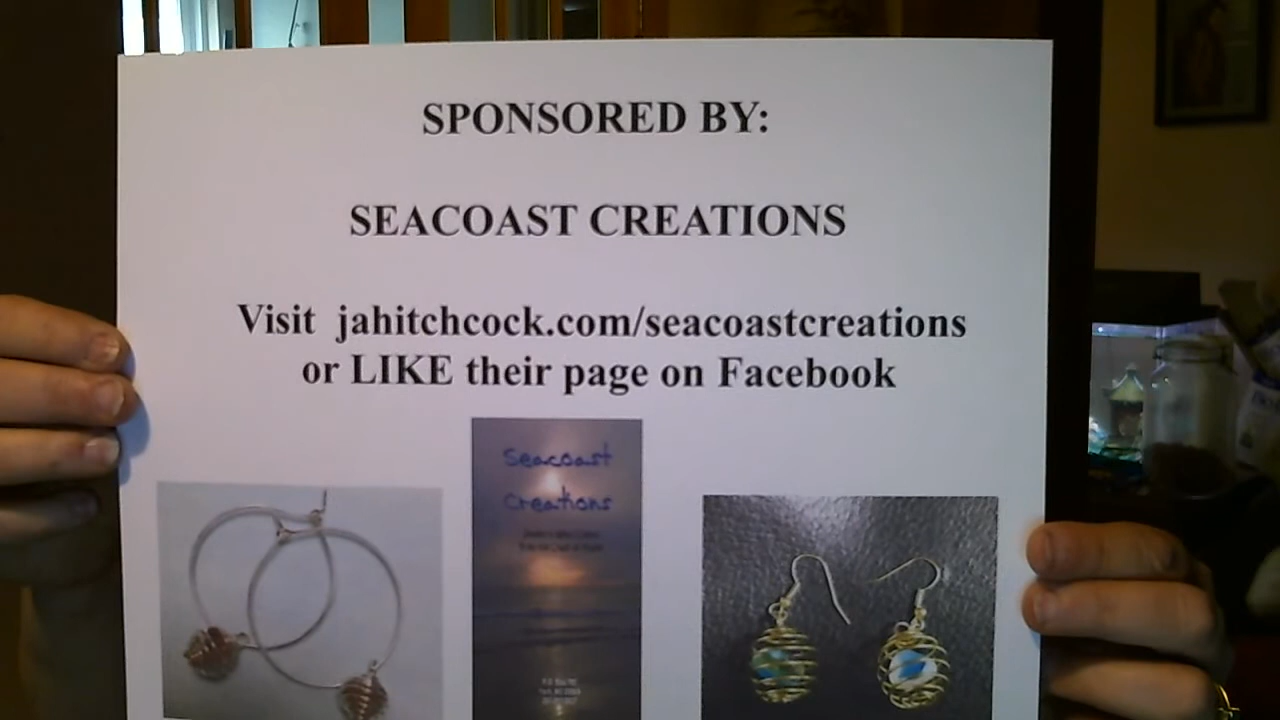 SPONSORED BY:
SEACOAST CREATIONS
Visit jahitchcock.com/seacoastcreations
or LIKE their page on Facebook
Seacoast
Creations